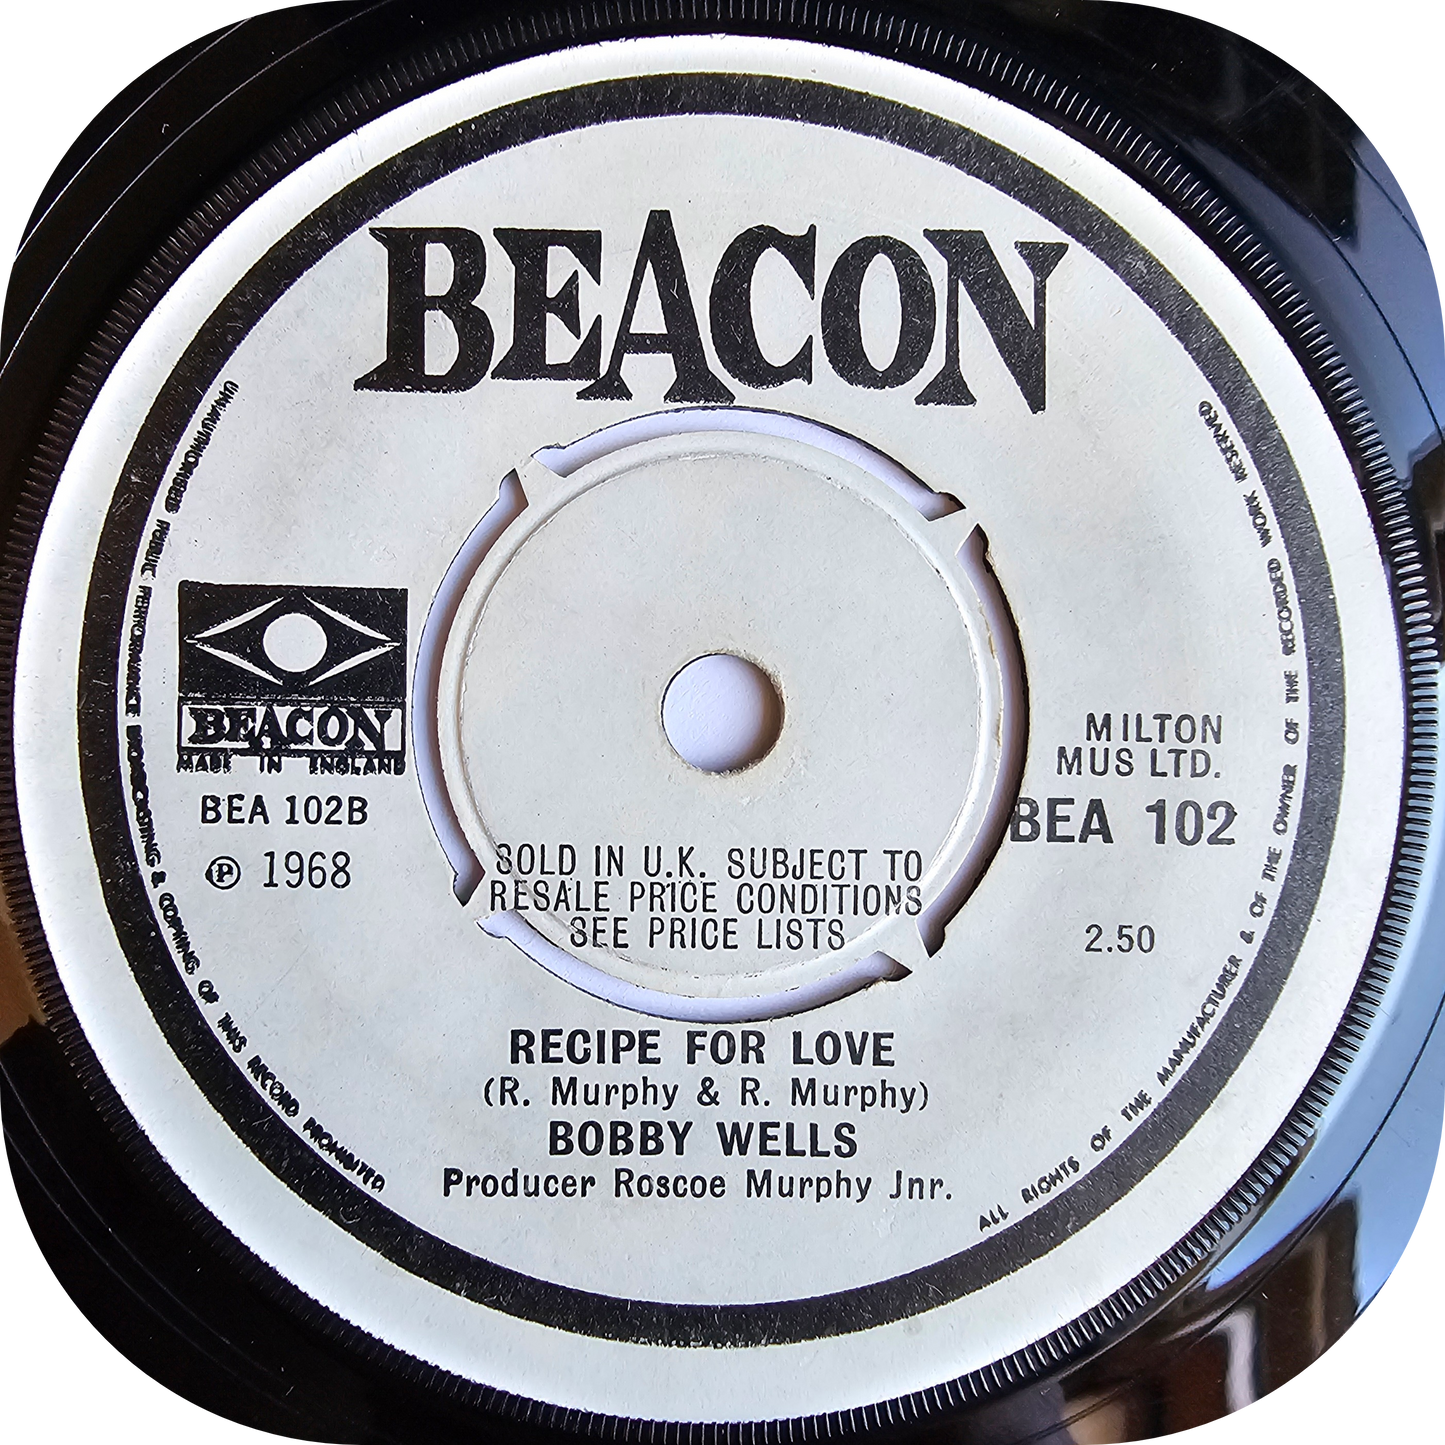 BEACON
UNAUTHORISED PUBLIC PERFORMANCE BROADCASTING & COPYING OF THIS RECORD PROHIBITED
ALL RIGHTS OF THE MANUFACTURER & OF THE OWNER OF THE RECORDED WORK RESERVED
BEACON
MADE IN ENGLAND
BEA 102B
℗ 1968
MILTON
MUS LTD.
BEA 102
2.50
SOLD IN U.K. SUBJECT TO
RESALE PRICE CONDITIONS
SEE PRICE LISTS
RECIPE FOR LOVE
(R. Murphy & R. Murphy)
BOBBY WELLS
Producer Roscoe Murphy Jnr.